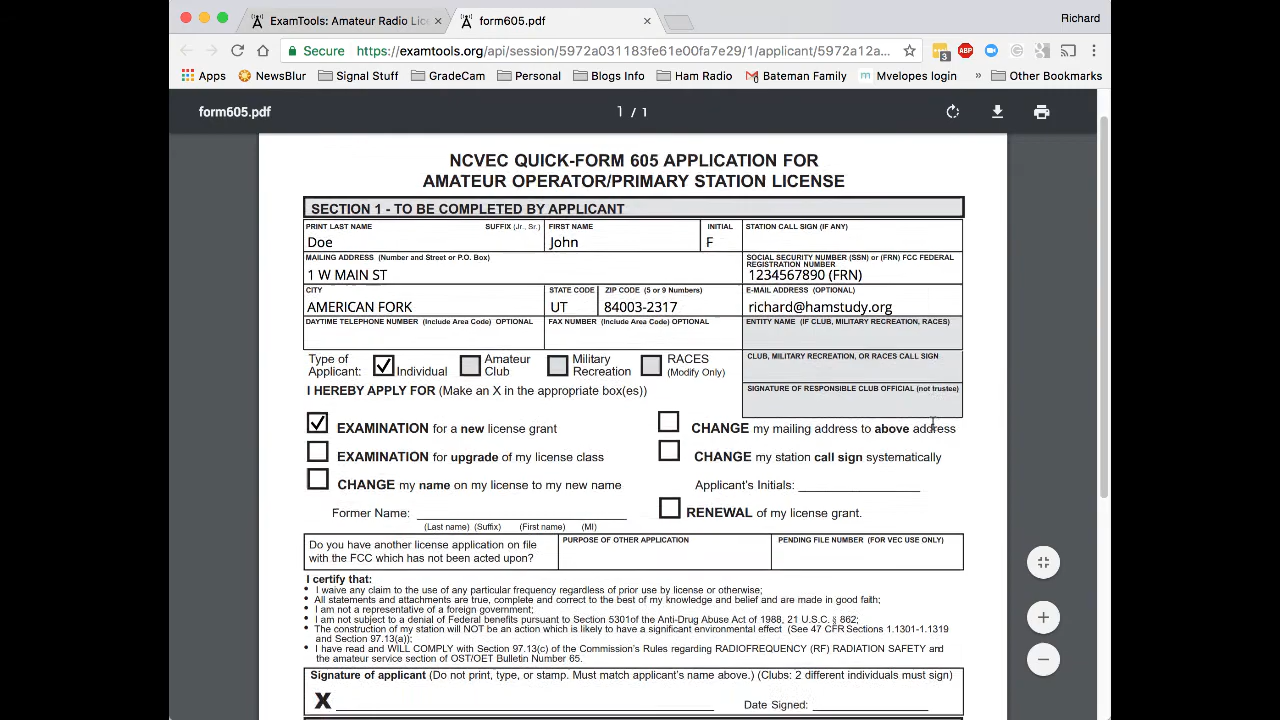 ExamTools: Amateur Radio Lic
form605.pdf
Richard
Secure https://examtools.org/api/session/5972a031183fe61e00fa7e29/1/applicant/5972a12a...
3 ABP
Apps NewsBlur Signal Stuff GradeCam Personal Blogs Info Ham Radio Bateman Family Mvelopes login » Other Bookmarks
form605.pdf 1 / 1
NCVEC QUICK-FORM 605 APPLICATION FOR
AMATEUR OPERATOR/PRIMARY STATION LICENSE
SECTION 1 - TO BE COMPLETED BY APPLICANT
PRINT LAST NAME SUFFIX (Jr., Sr.) FIRST NAME INITIAL STATION CALL SIGN (IF ANY)
Doe John F
MAILING ADDRESS (Number and Street or P.O. Box) SOCIAL SECURITY NUMBER (SSN) or (FRN) FCC FEDERAL
REGISTRATION NUMBER
1 W MAIN ST 1234567890 (FRN)
CITY STATE CODE ZIP CODE (5 or 9 Numbers) E-MAIL ADDRESS (OPTIONAL)
AMERICAN FORK UT 84003-2317 richard@hamstudy.org
DAYTIME TELEPHONE NUMBER (Include Area Code) OPTIONAL FAX NUMBER (Include Area Code) OPTIONAL ENTITY NAME (IF CLUB, MILITARY RECREATION, RACES)
Type of Applicant: Individual Amateur Club Military Recreation RACES (Modify Only)
CLUB, MILITARY RECREATION, OR RACES CALL SIGN
I HEREBY APPLY FOR (Make an X in the appropriate box(es)) SIGNATURE OF RESPONSIBLE CLUB OFFICIAL (not trustee)
EXAMINATION for a new license grant CHANGE my mailing address to above address
EXAMINATION for upgrade of my license class CHANGE my station call sign systematically
CHANGE my name on my license to my new name Applicant's Initials:
Former Name: RENEWAL of my license grant.
(Last name) (Suffix) (First name) (MI)
Do you have another license application on file PURPOSE OF OTHER APPLICATION PENDING FILE NUMBER (FOR VEC USE ONLY)
with the FCC which has not been acted upon?
I certify that:
• I waive any claim to the use of any particular frequency regardless of prior use by license or otherwise;
• All statements and attachments are true, complete and correct to the best of my knowledge and belief and are made in good faith;
• I am not a representative of a foreign government;
• I am not subject to a denial of Federal benefits pursuant to Section 5301of the Anti-Drug Abuse Act of 1988, 21 U.S.C. § 862;
• The construction of my station will NOT be an action which is likely to have a significant environmental effect (See 47 CFR Sections 1.1301-1.1319
and Section 97.13(a));
• I have read and WILL COMPLY with Section 97.13(c) of the Commission's Rules regarding RADIOFREQUENCY (RF) RADIATION SAFETY and
the amateur service section of OST/OET Bulletin Number 65.
Signature of applicant (Do not print, type, or stamp. Must match applicant's name above.) (Clubs: 2 different individuals must sign)
X Date Signed: